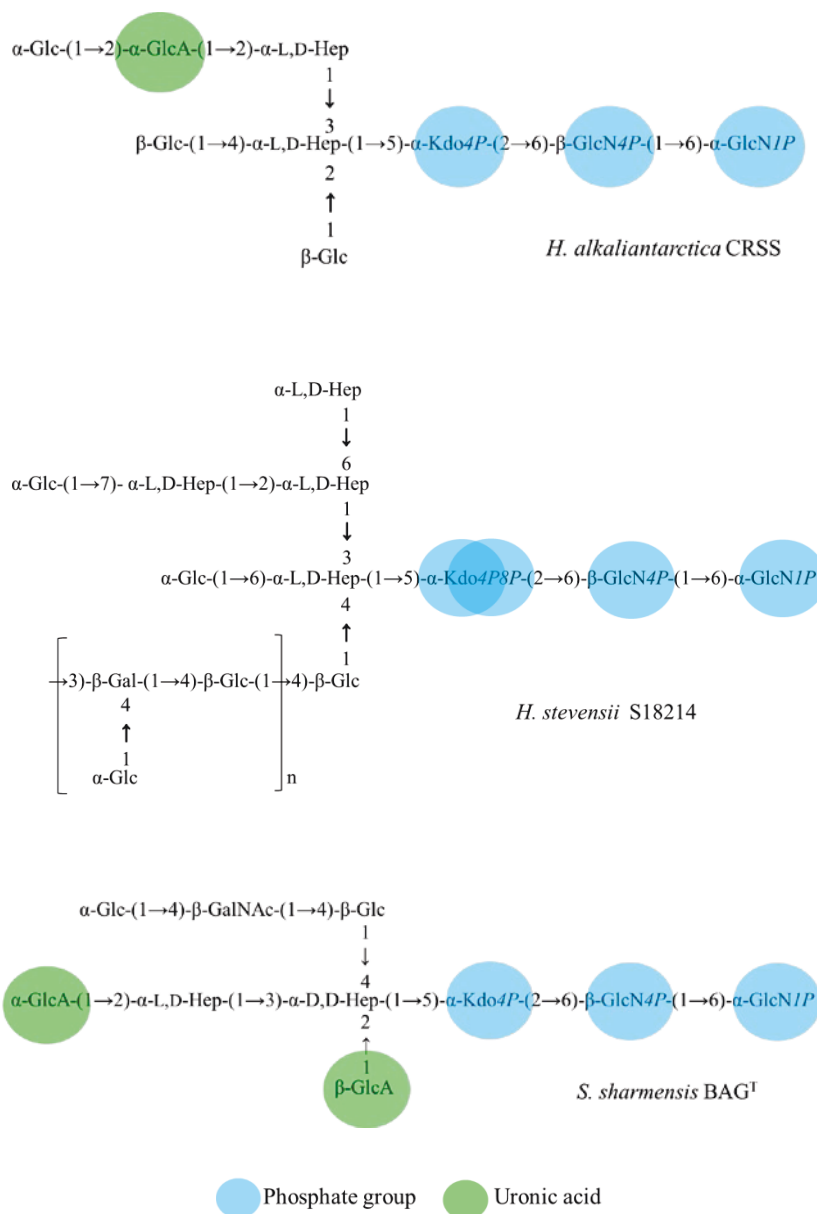 α-Glc-(1→2)-α-GlcA-(1→2)-α-L,D-Hep
1
↓
3
β-Glc-(1→4)-α-L,D-Hep-(1→5)-α-Kdo4P-(2→6)-β-GlcN4P-(1→6)-α-GlcN1P
2
↑
1
β-Glc
H. alkaliantarctica CRSS
α-L,D-Hep
1
↓
6
α-Glc-(1→7)- α-L,D-Hep-(1→2)-α-L,D-Hep
1
↓
3
α-Glc-(1→6)-α-L,D-Hep-(1→5)-α-Kdo4P8P-(2→6)-β-GlcN4P-(1→6)-α-GlcN1P
4
↑
1
→3)-β-Gal-(1→4)-β-Glc-(1→4)-β-Glc
4
↑
1
α-Glc
n
H. stevensii S18214
α-Glc-(1→4)-β-GalNAc-(1→4)-β-Glc
1
↓
4
α-GlcA-(1→2)-α-L,D-Hep-(1→3)-α-D,D-Hep-(1→5)-α-Kdo4P-(2→6)-β-GlcN4P-(1→6)-α-GlcN1P
2
↑
1
β-GlcA
S. sharmensis BAGᵀ
Phosphate group
Uronic acid